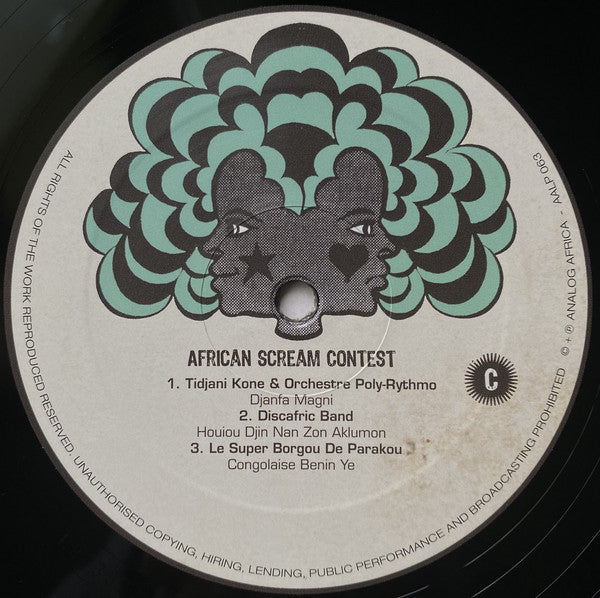 AFRICAN SCREAM CONTEST
1. Tidjani Kone & Orchestre Poly-Rythmo
Djanfa Magni
2. Discafric Band
Houiou Djin Nan Zon Aklumon
3. Le Super Borgou De Parakou
Congolaise Benin Ye
C
ALL RIGHTS OF THE WORK REPRODUCED RESERVED. UNAUTHORISED COPYING, HIRING, LENDING, PUBLIC PERFORMANCE AND BROADCASTING PROHIBITED © + ℗ ANALOG AFRICA - AALP 063